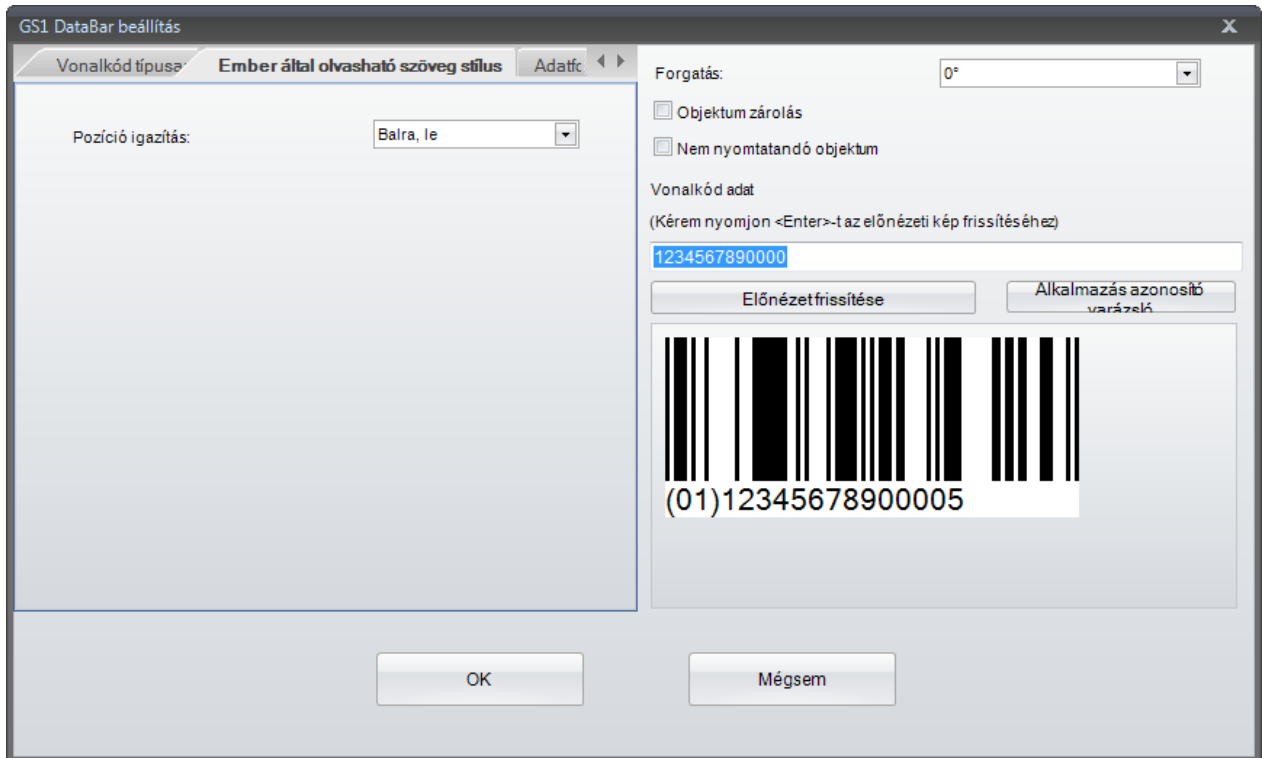 GS1 DataBar beállítás
X
Vonalkód típusa
Ember által olvasható szöveg stílus
Adatfo
Pozíció igazítás:
Balra, le
Forgatás:
0°
Objektum zárolás
Nem nyomtatandó objektum
Vonalkód adat
(Kérem nyomjon <Enter>-t az előnézeti kép frissítéséhez)
1234567890000
Előnézet frissítése
Alkalmazás azonosító
varázsló
(01)12345678900005
OK
Mégsem